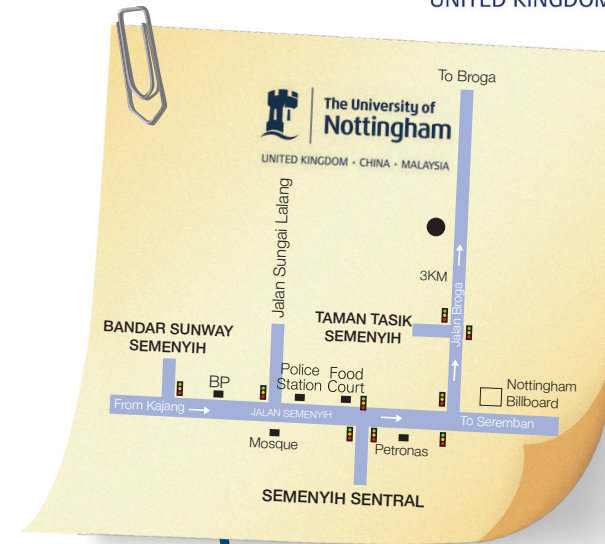 UNITED KINGDOM
To Broga
The University of
Nottingham
UNITED KINGDOM · CHINA · MALAYSIA
Jalan Sungai Lalang
3KM
Jalan Broga
TAMAN TASIK
SEMENYIH
BANDAR SUNWAY
SEMENYIH
BP
Police
Station
Food
Court
Nottingham
Billboard
From Kajang
JALAN SEMENYIH
To Seremban
Mosque
Petronas
SEMENYIH SENTRAL